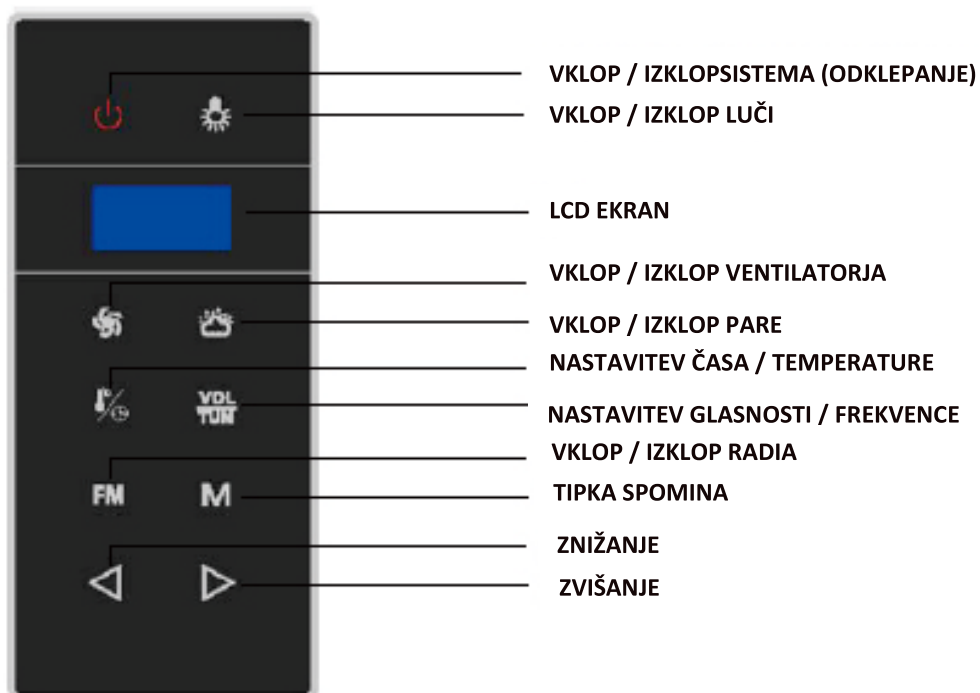 VKLOP / IZKLOPSISTEMA (ODKLEPANJE)
VKLOP / IZKLOP LUČI
LCD EKRAN
VKLOP / IZKLOP VENTILATORJA
VKLOP / IZKLOP PARE
NASTAVITEV ČASA / TEMPERATURE
VOL
TUN
NASTAVITEV GLASNOSTI / FREKVENCE
VKLOP / IZKLOP RADIA
FM
M
TIPKA SPOMINA
ZNIŽANJE
ZVIŠANJE